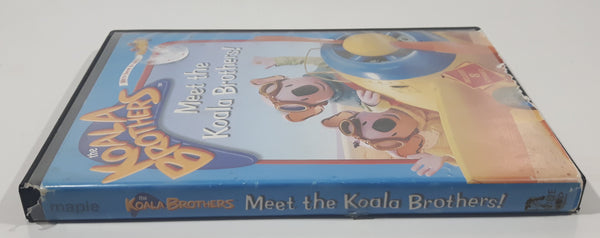 the
KOALA
BROTHERS
Meet the
Koala Brothers!
maple
the
KOALA BROTHERS
Meet the Koala Brothers!